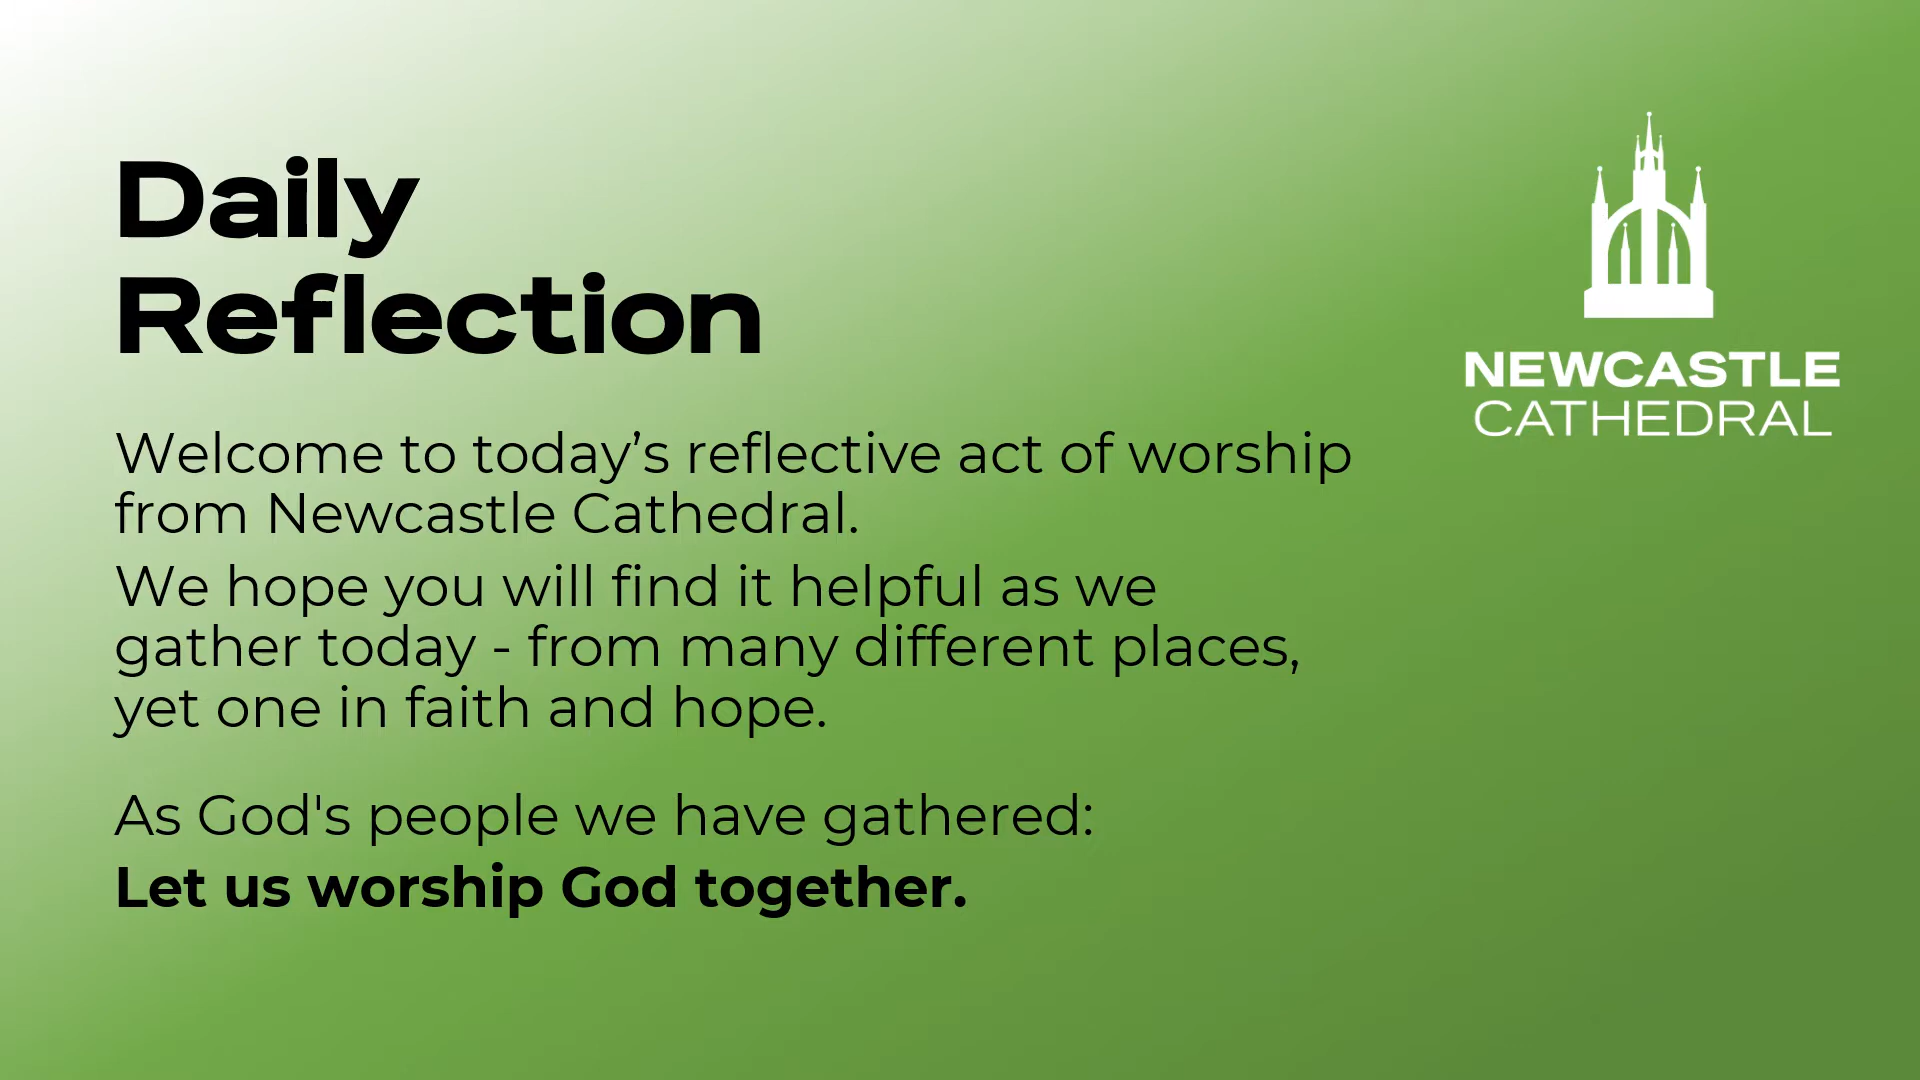 Daily
Reflection
NEWCASTLE
CATHEDRAL
Welcome to today’s reflective act of worship
from Newcastle Cathedral.
We hope you will find it helpful as we
gather today - from many different places,
yet one in faith and hope.
As God's people we have gathered:
Let us worship God together.